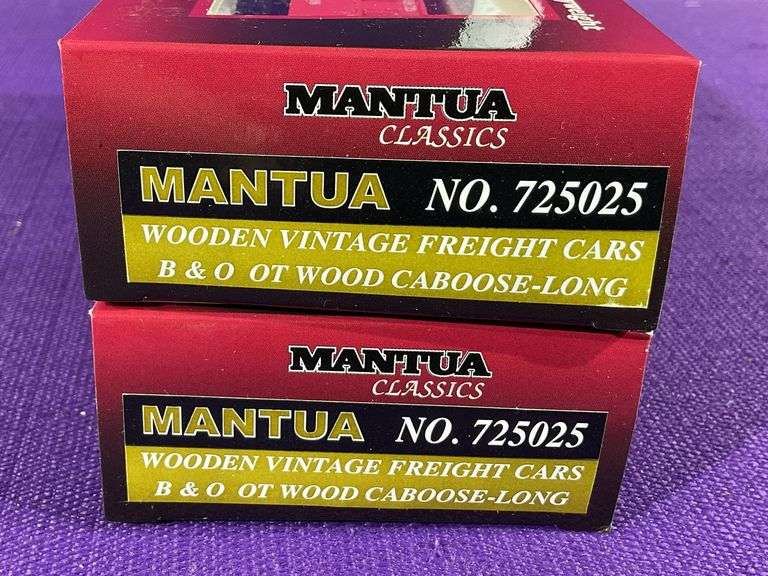 MANTUA
CLASSICS
MANTUA NO. 725025
WOODEN VINTAGE FREIGHT CARS
B & O OT WOOD CABOOSE-LONG
MANTUA
CLASSICS
MANTUA NO. 725025
WOODEN VINTAGE FREIGHT CARS
B & O OT WOOD CABOOSE-LONG